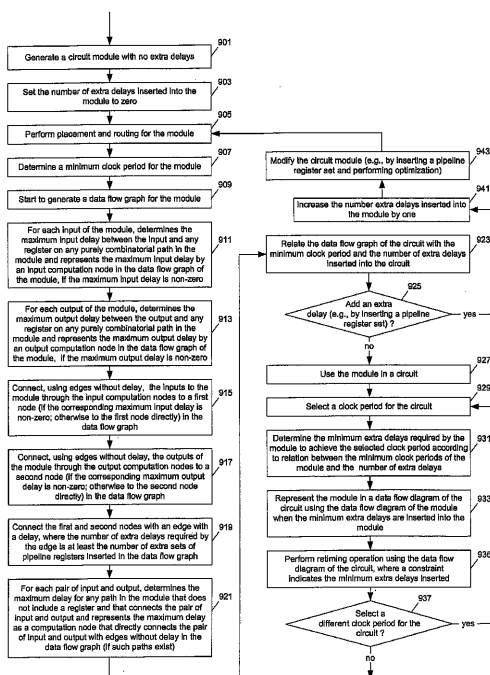 901
Generate a circuit module with no extra delays
903
Set the number of extra delays inserted into the
module to zero
905
Perform placement and routing for the module
907
Determine a minimum clock period for the module
909
Start to generate a data flow graph for the module
911
For each input of the module, determines the
maximum input delay between the input and any
register on any purely combinatorial path in the
module and represents the maximum input delay by
an input computation node in the data flow graph of
the module, if the maximum input delay is non-zero
913
For each output of the module, determines the
maximum output delay between the output and any
register on any purely combinatorial path in the
module and represents the maximum output delay by
an output computation node in the data flow graph of
the module, if the maximum output delay is non-zero
915
Connect, using edges without delay, the inputs to the
module through the input computation nodes to a first
node (if the corresponding maximum input delay is
non-zero; otherwise to the first node directly) in the
data flow graph
917
Connect, using edges without delay, the outputs of
the module through the output computation nodes to a
second node (if the corresponding maximum output
delay is non-zero; otherwise to the second node
directly) in the data flow graph
919
Connect the first and second nodes with an edge with
a delay, where the number of extra delays required by
the edge is at least the number of extra sets of
pipeline registers inserted in the data flow graph
921
For each pair of input and output, determines the
maximum delay for any path in the module that does
not include a register and that connects the pair of
input and output and represents the maximum delay
as a computation node that directly connects the pair
of input and output with edges without delay in the
data flow graph (if such paths exist)
943
Modify the circuit module (e.g., by inserting a pipeline
register set and performing optimization)
941
Increase the number extra delays inserted into
the module by one
923
Relate the data flow graph of the circuit with the
minimum clock period and the number of extra delays
inserted into the circuit
925
Add an extra
delay (e.g., by inserting a pipeline
register set) ?
yes
no
927
Use the module in a circuit
929
Select a clock period for the circuit
931
Determine the minimum extra delays required by the
module to achieve the selected clock period according
to relation between the minimum clock periods of the
module and the number of extra delays
933
Represent the module in a data flow diagram of the
circuit using the data flow diagram of the module
when the minimum extra delays are inserted into the
module
935
Perform retiming operation using the data flow
diagram of the circuit, where a constraint
indicates the minimum extra delays inserted
937
Select a
different clock period for the
circuit ?
yes
no